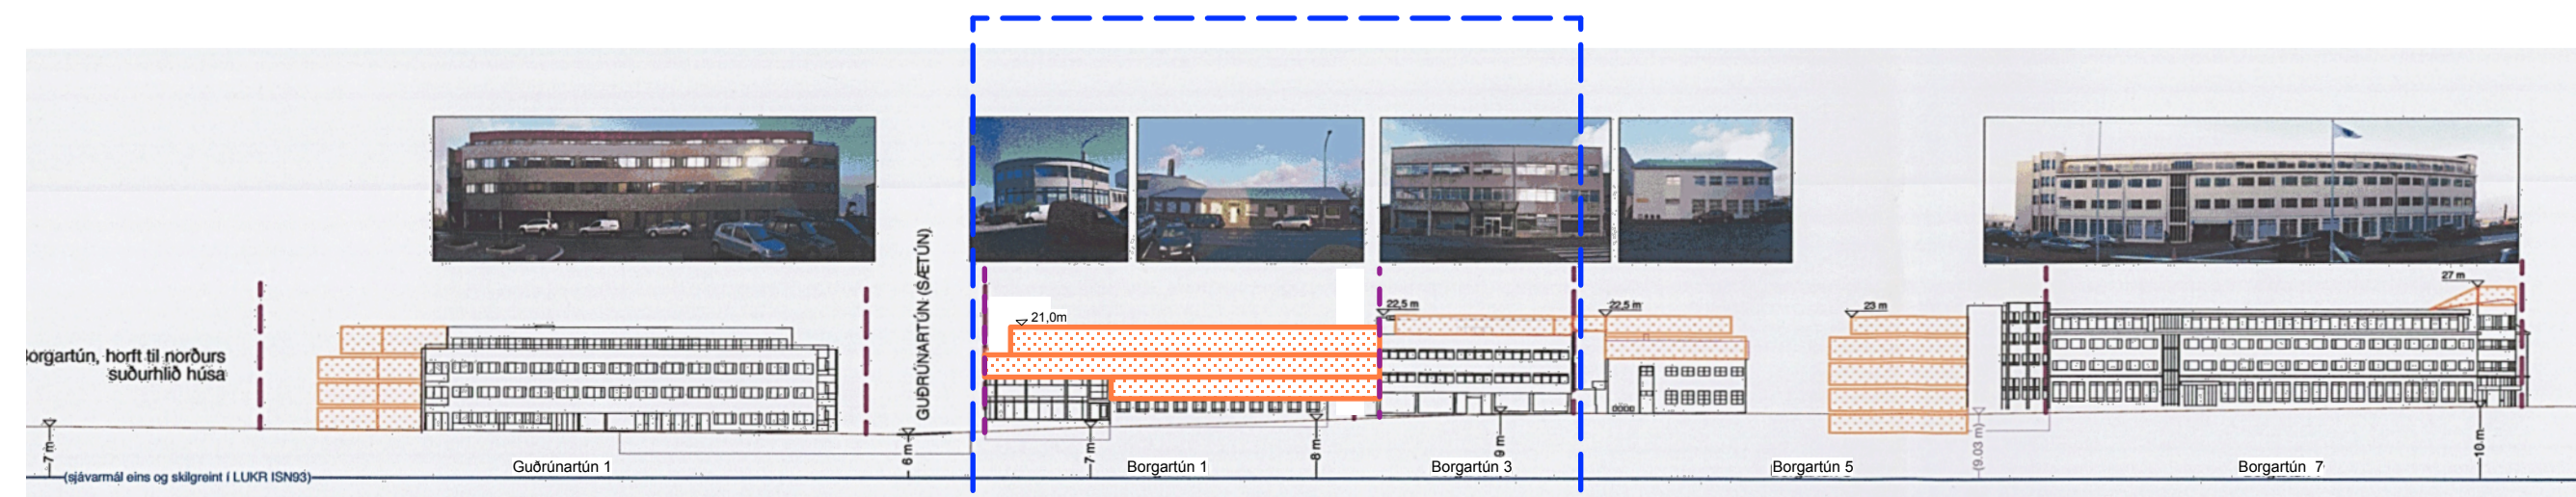 GUÐRÚNARTÚN (SÆTÚN)
27 m
22,5 m
22,5 m
23 m
21,0m
Borgartún, horft til norðurs
suðurhlið húsa
7 m
6 m
7 m
8 m
9 m
(9.03 m)
10 m
Guðrúnartún 1
Borgartún 1
Borgartún 3
Borgartún 5
Borgartún 7
(sjávarmál eins og skilgreint í LUKR ISN93)